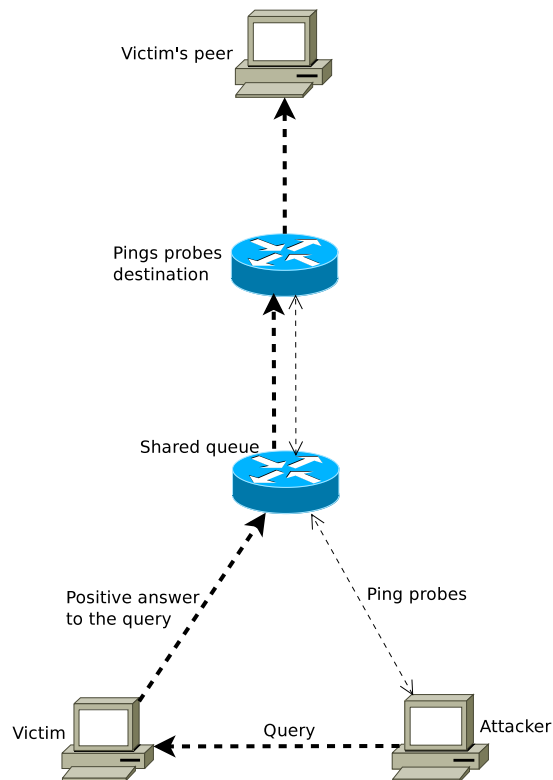 Victim's peer
Pings probes
destination
Shared queue
Positive answer
to the query
Ping probes
Victim
Query
Attacker